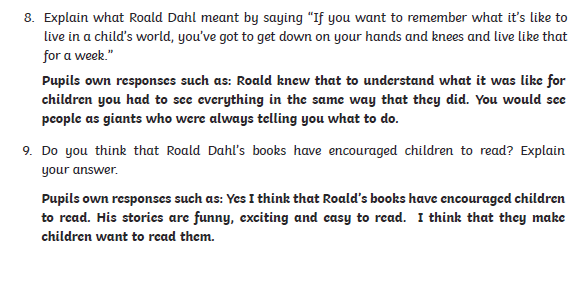 8. Explain what Roald Dahl meant by saying “If you want to remember what it’s like to
live in a child’s world, you’ve got to get down on your hands and knees and live like that
for a week.”
Pupils own responses such as: Roald knew that to understand what it was like for
children you had to see everything in the same way that they did. You would see
people as giants who were always telling you what to do.
9. Do you think that Roald Dahl’s books have encouraged children to read? Explain
your answer.
Pupils own responses such as: Yes I think that Roald’s books have encouraged children
to read. His stories are funny, exciting and easy to read. I think that they make
children want to read them.